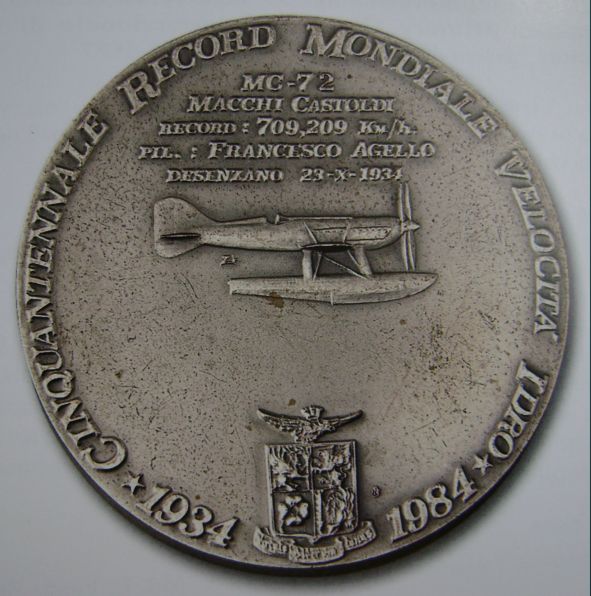 CINQUANTENNALE RECORD MONDIALE VELOCITA' IDRO
MC-72
MACCHI CASTOLDI
RECORD: 709,209 KM/h.
PIL.: FRANCESCO AGELLO
DESENZANO 23-X-1934
★ 1934
1984 ★